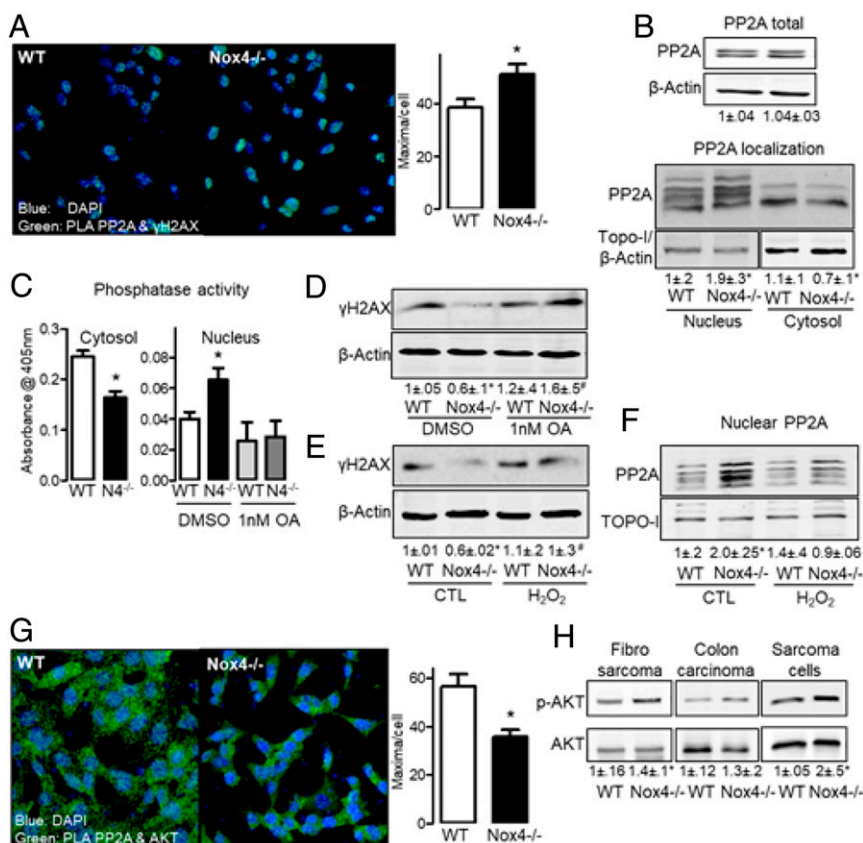 A
WT
Nox4-/-
Blue: DAPI
Green: PLA PP2A & γH2AX
Maxima/cell
40
20
0
*
WT Nox4-/-
B
PP2A total
PP2A
β-Actin
1±.04 1.04±.03
PP2A localization
PP2A
Topo-I/
β-Actin
1±.2 1.9±.3* 1.1±.1 0.7±.1*
WT Nox4-/- WT Nox4-/-
Nucleus Cytosol
C
Phosphatase activity
Cytosol Nucleus
Absorbance @ 405nm
0.3
0.2
0.1
0.0
*
WT N4-/-
0.08
0.06
0.04
0.02
0.00
*
WT N4-/- WT N4-/-
DMSO 1nM OA
D
γH2AX
β-Actin
1±.05 0.6±.1* 1.2±.4 1.6±.5#
WT Nox4-/- WT Nox4-/-
DMSO 1nM OA
E
γH2AX
β-Actin
1±.01 0.6±.02* 1.1±.2 1±.3#
WT Nox4-/- WT Nox4-/-
CTL H2O2
F
Nuclear PP2A
PP2A
TOPO-I
1±.2 2.0±.25* 1.4±.4 0.9±.06
WT Nox4-/- WT Nox4-/-
CTL H2O2
G
WT
Nox4-/-
Blue: DAPI
Green: PLA PP2A & AKT
Maxima/cell
60
40
20
0
*
WT Nox4-/-
H
Fibro Colon Sarcoma
sarcoma carcinoma cells
p-AKT
AKT
1±.16 1.4±.1* 1±.12 1.3±.2 1±.05 2±.5*
WT Nox4-/- WT Nox4-/- WT Nox4-/-